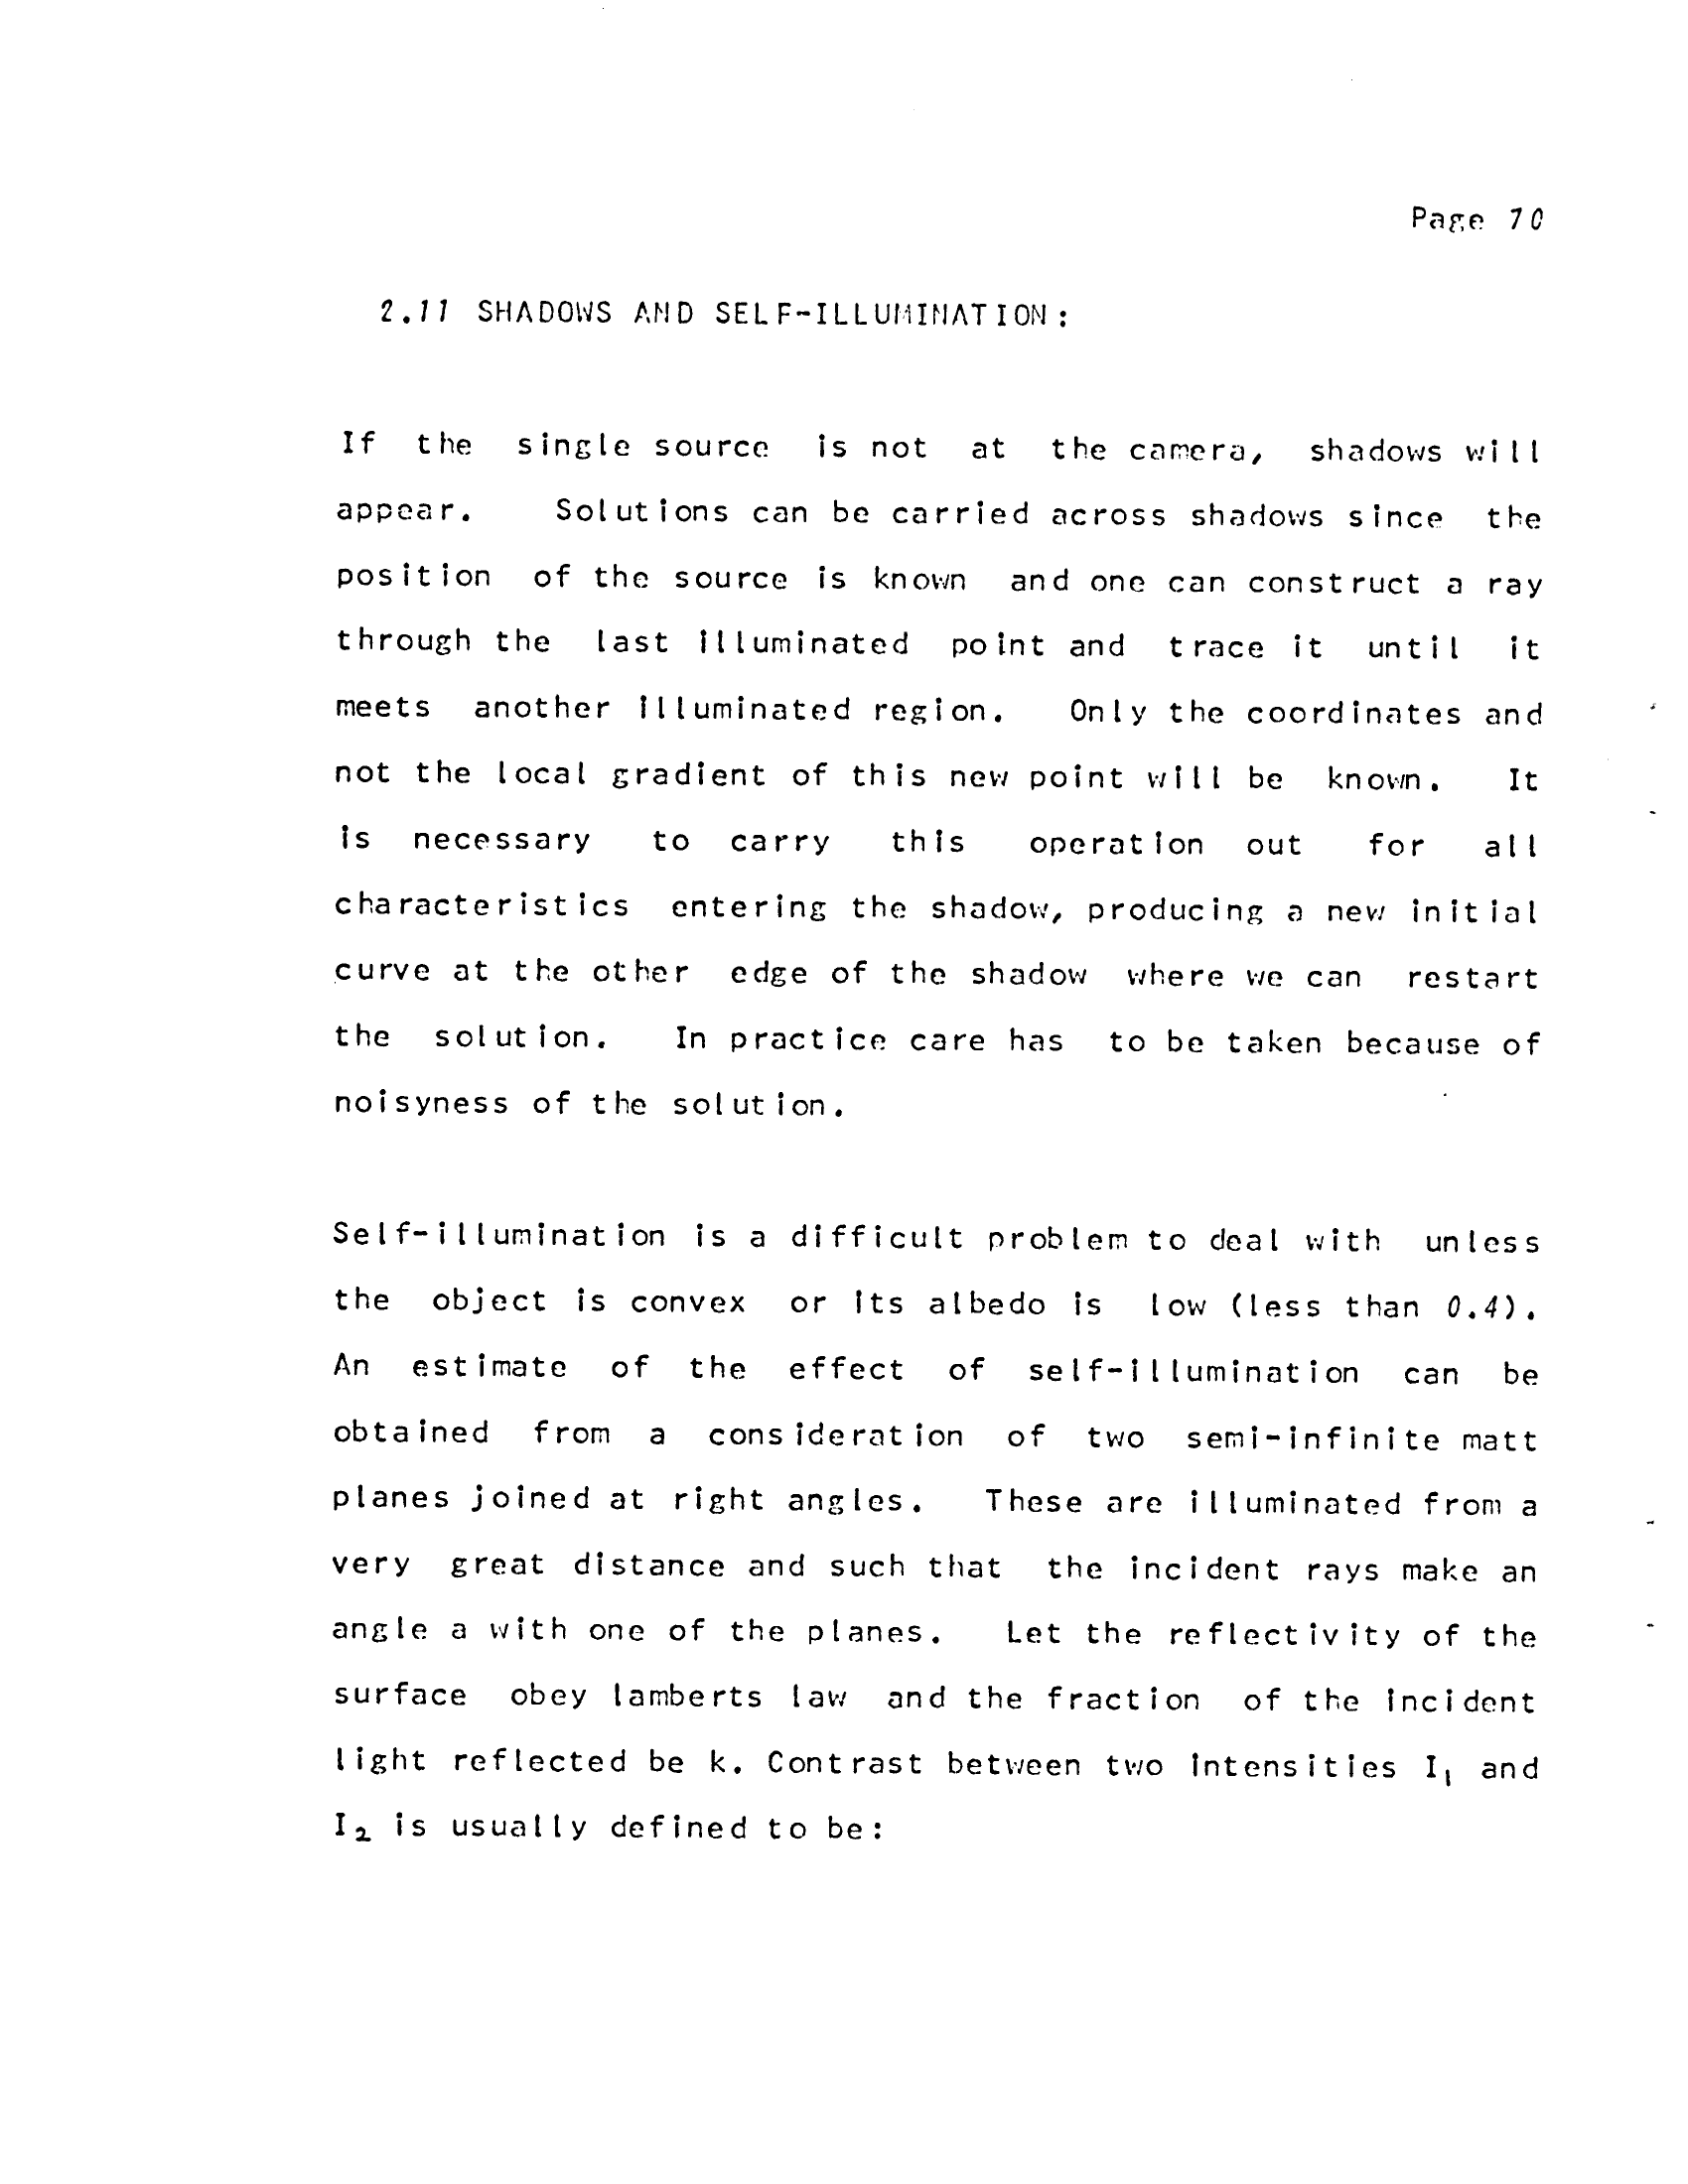 Page 70
2.11 SHADOWS AND SELF-ILLUMINATION:
If the single source is not at the camera, shadows will
appear. Solutions can be carried across shadows since the
position of the source is known and one can construct a ray
through the last illuminated point and trace it until it
meets another illuminated region. Only the coordinates and
not the local gradient of this new point will be known. It
is necessary to carry this operation out for all
characteristics entering the shadow, producing a new initial
curve at the other edge of the shadow where we can restart
the solution. In practice care has to be taken because of
noisyness of the solution.
Self-illumination is a difficult problem to deal with unless
the object is convex or its albedo is low (less than 0.4).
An estimate of the effect of self-illumination can be
obtained from a consideration of two semi-infinite matt
planes joined at right angles. These are illuminated from a
very great distance and such that the incident rays make an
angle a with one of the planes. Let the reflectivity of the
surface obey lamberts law and the fraction of the incident
light reflected be k. Contrast between two intensities I₁ and
I₂ is usually defined to be: